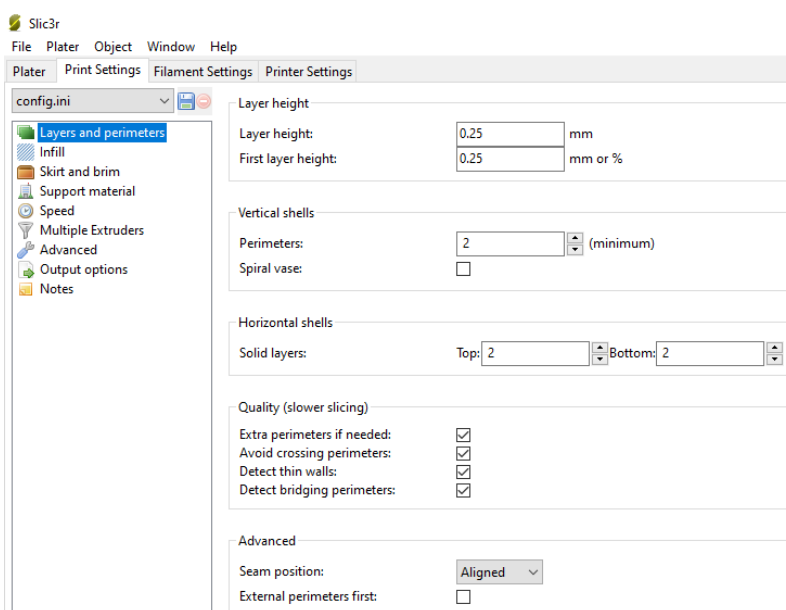 Slic3r
File Plater Object Window Help
Plater Print Settings Filament Settings Printer Settings
config.ini
Layers and perimeters
Infill
Skirt and brim
Support material
Speed
Multiple Extruders
Advanced
Output options
Notes
Layer height
Layer height: 0.25 mm
First layer height: 0.25 mm or %
Vertical shells
Perimeters: 2 (minimum)
Spiral vase:
Horizontal shells
Solid layers: Top: 2 Bottom: 2
Quality (slower slicing)
Extra perimeters if needed:
Avoid crossing perimeters:
Detect thin walls:
Detect bridging perimeters:
Advanced
Seam position: Aligned
External perimeters first: